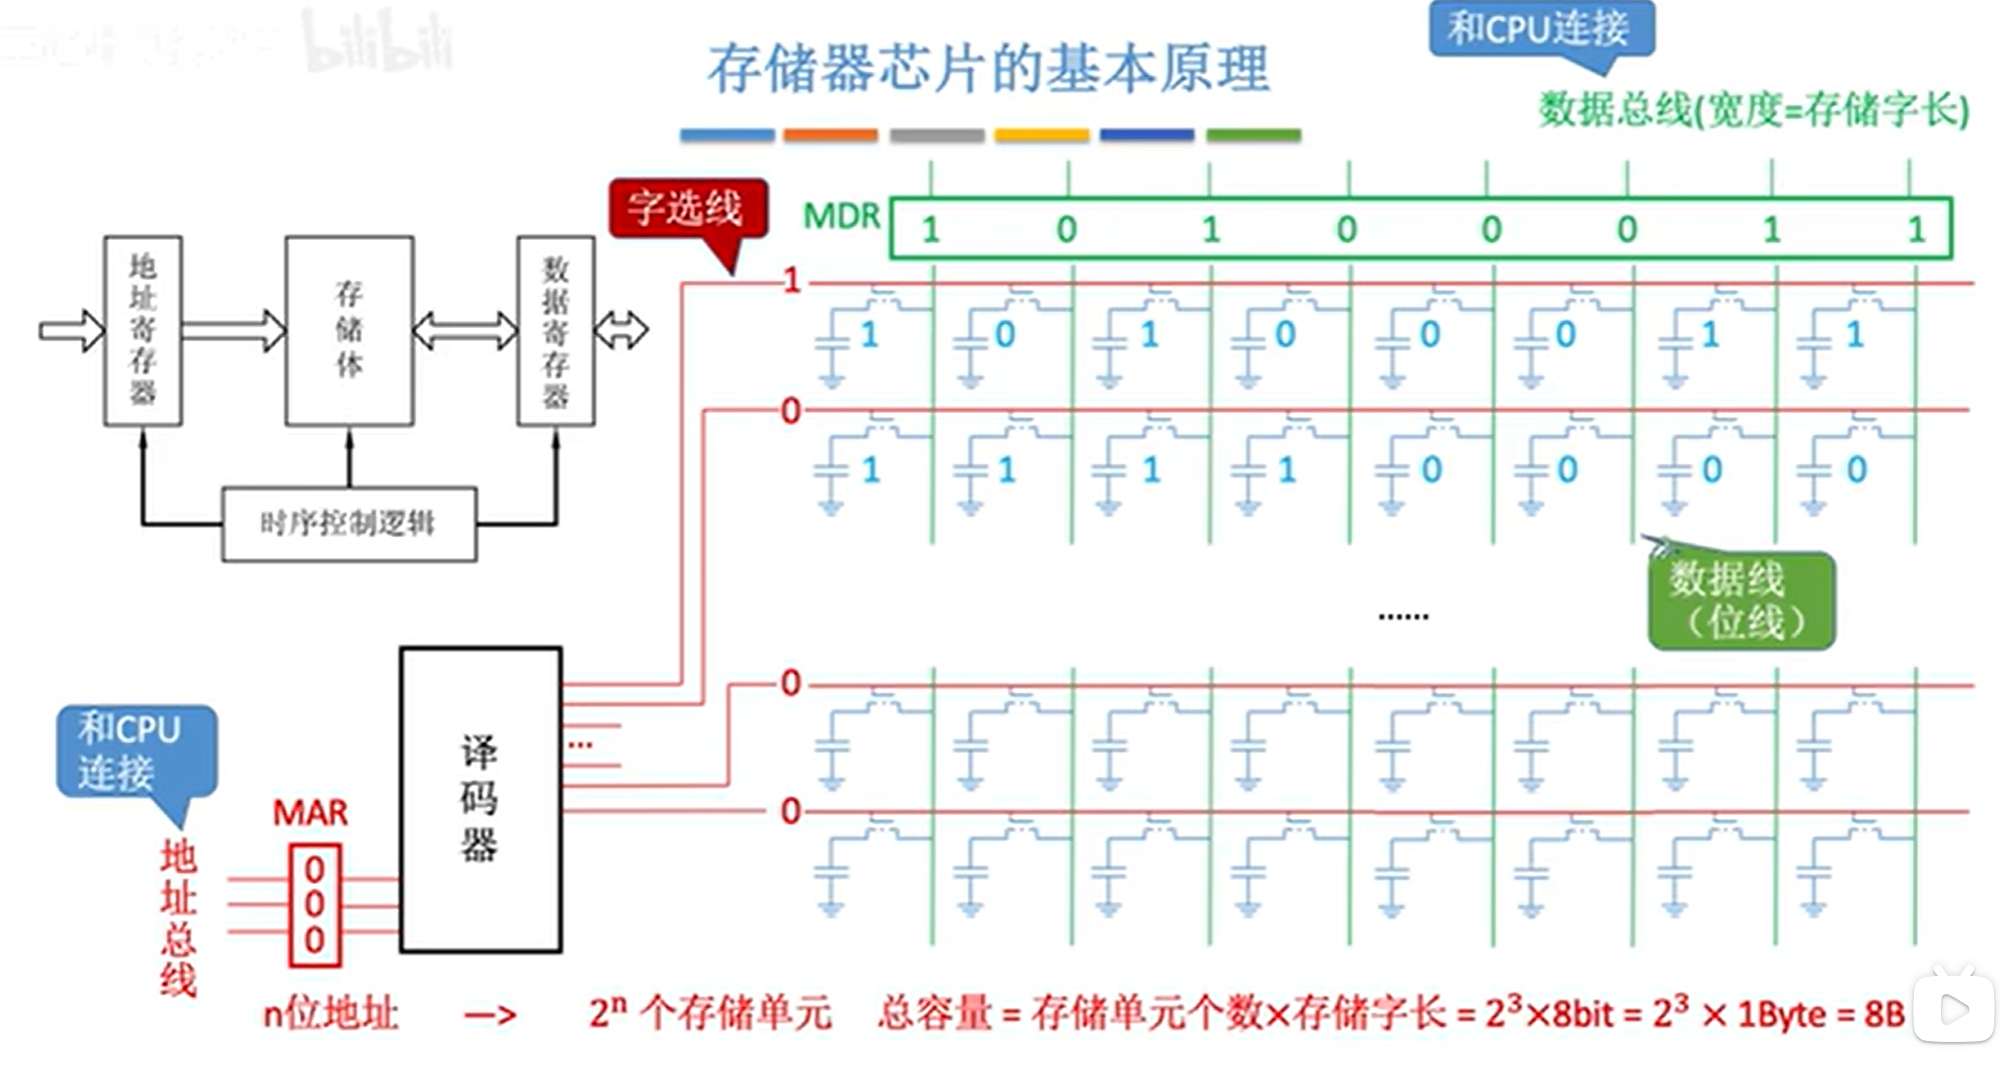 bilibili
和CPU连接
存储器芯片的基本原理
数据总线(宽度=存储字长)
字选线
MDR 1 0 1 0 0 0 1 1
地址寄存器
存储体
数据寄存器
时序控制逻辑
1
1 0 1 0 0 0 1 1
0
1 1 1 1 0 0 0 0
数据线
（位线）
......
0
0
译码器
...
和CPU
连接
地址总线
MAR
0
0
0
n位地址 —> 2ⁿ 个存储单元 总容量 = 存储单元个数×存储字长 = 2³×8bit = 2³ × 1Byte = 8B